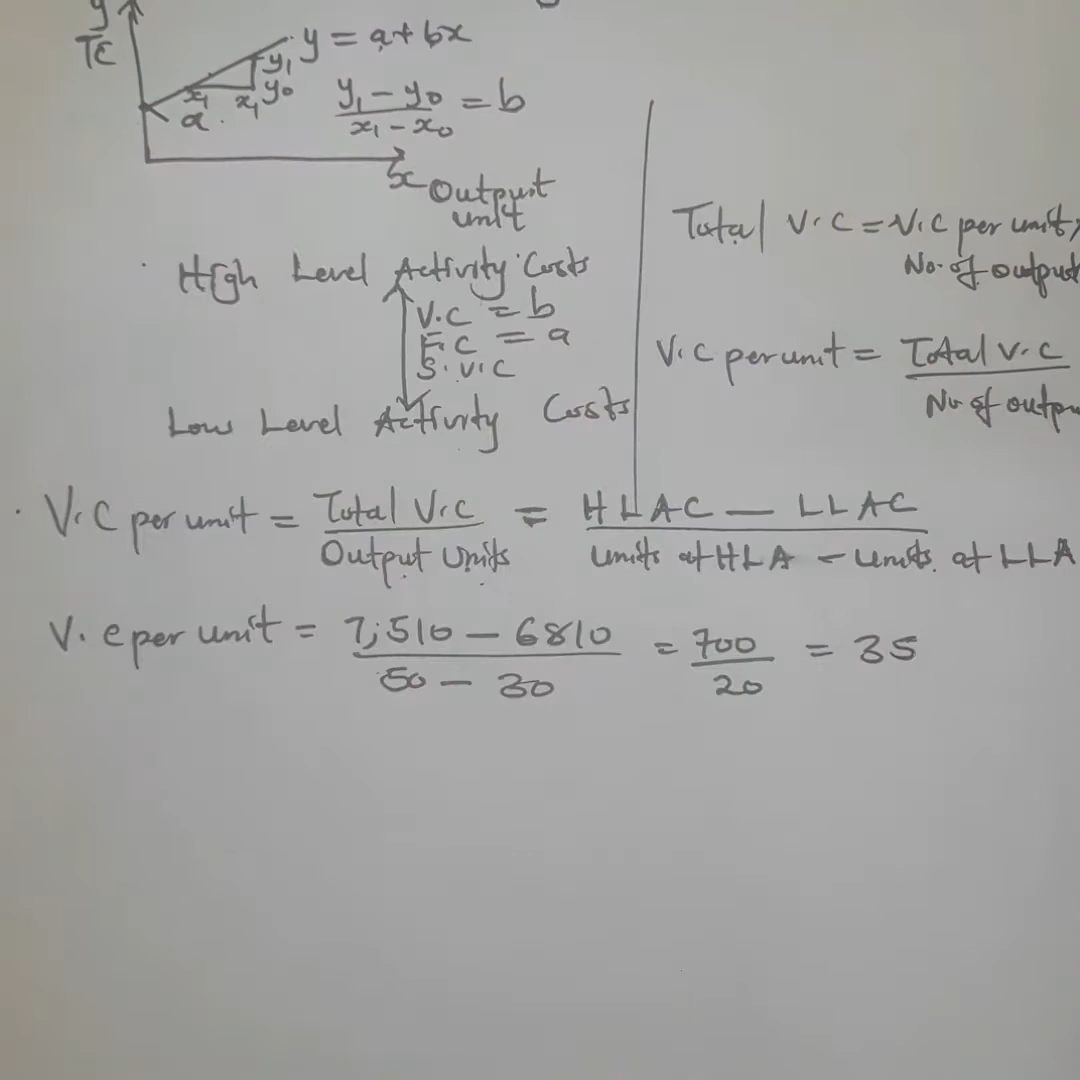 y
TC
y = a + bx
y₁
x₁ x₁ y₀
a
y₁ – y₀ / x₁ – x₀ = b
x Output
unit
High Level Activity Costs
V.C = b
F.C = a
S.V.C
Low Level Activity Costs
Total V.C = V.C per unit
No. of output
V.C per unit = Total V.C / No of outpu
V.C per unit = Total V.C / Output Units = HLAC – LLAC / Units at HLA – Units at LLA
V.C per unit = 7,510 – 6810 / 50 – 30 = 700 / 20 = 35